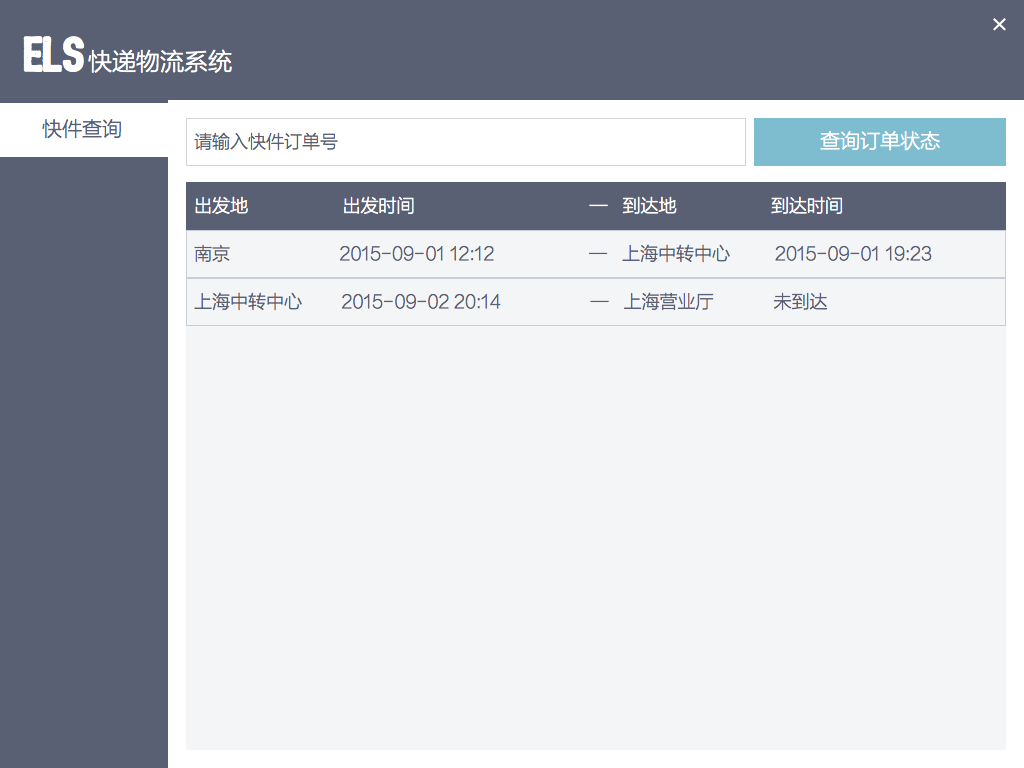 ELS 快递物流系统
快件查询
请输入快件订单号 查询订单状态
出发地 出发时间 — 到达地 到达时间
南京 2015-09-01 12:12 — 上海中转中心 2015-09-01 19:23
上海中转中心 2015-09-02 20:14 — 上海营业厅 未到达